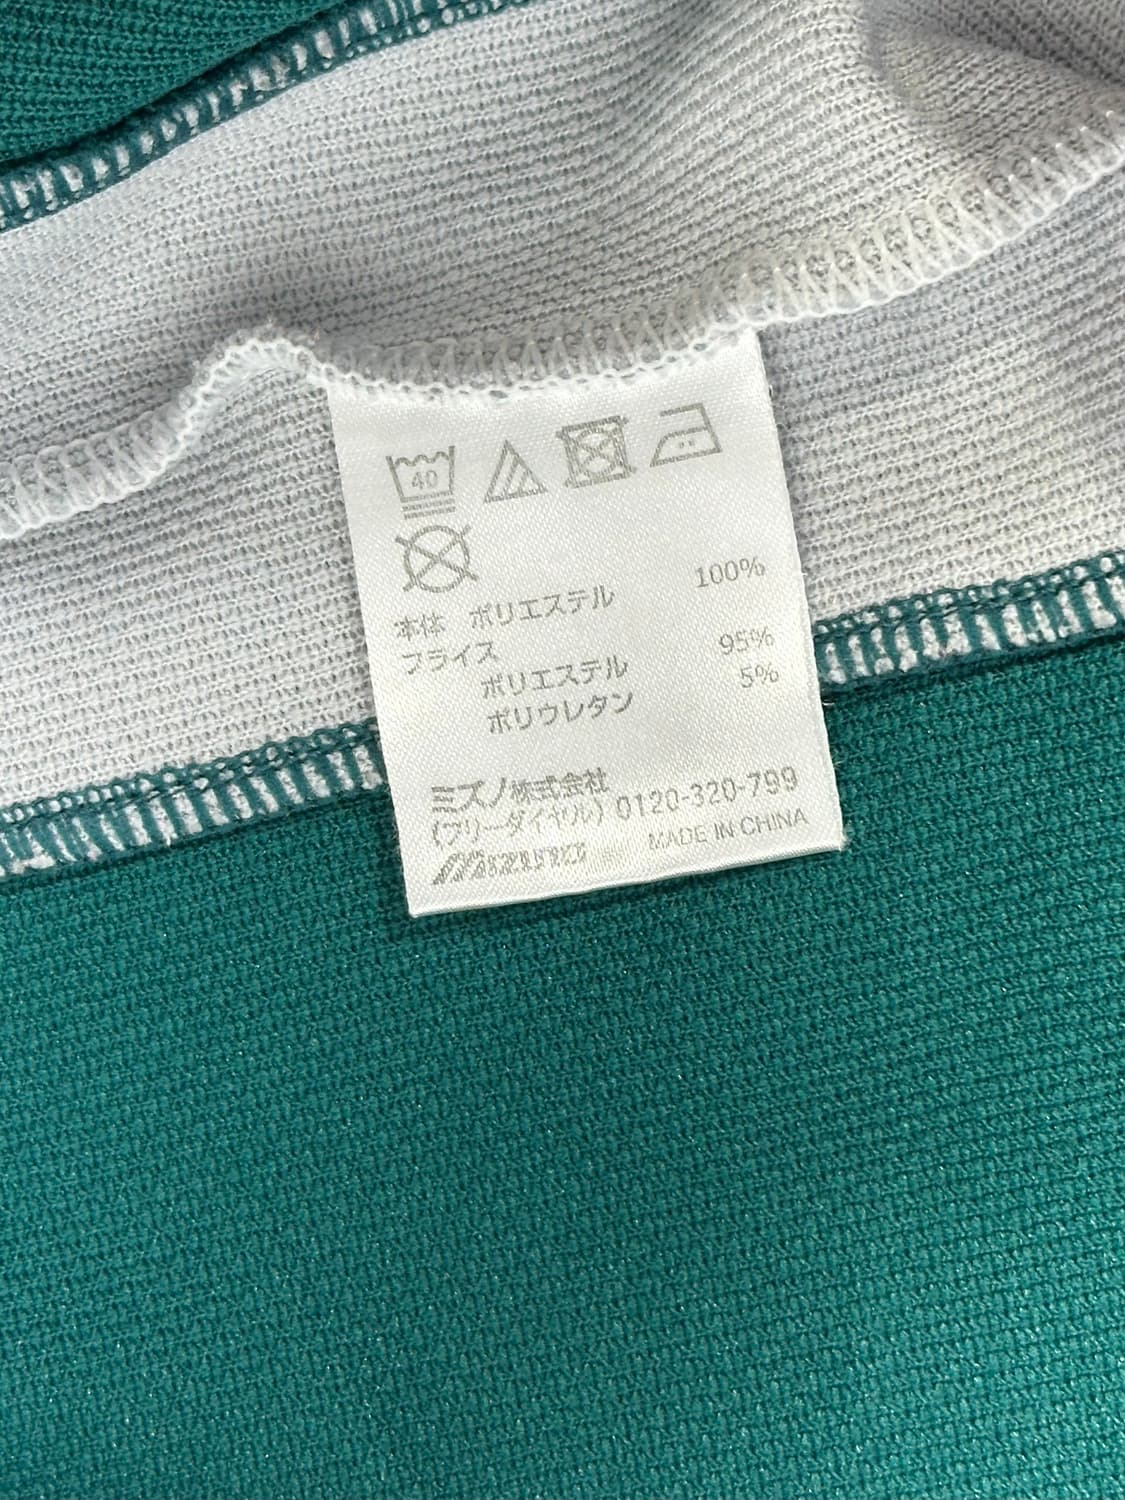 40
本体 ポリエステル 100%
フライス
ポリエステル 95%
ポリウレタン 5%
ミズノ株式会社
(フリーダイヤル) 0120-320-799
Mizuno MADE IN CHINA